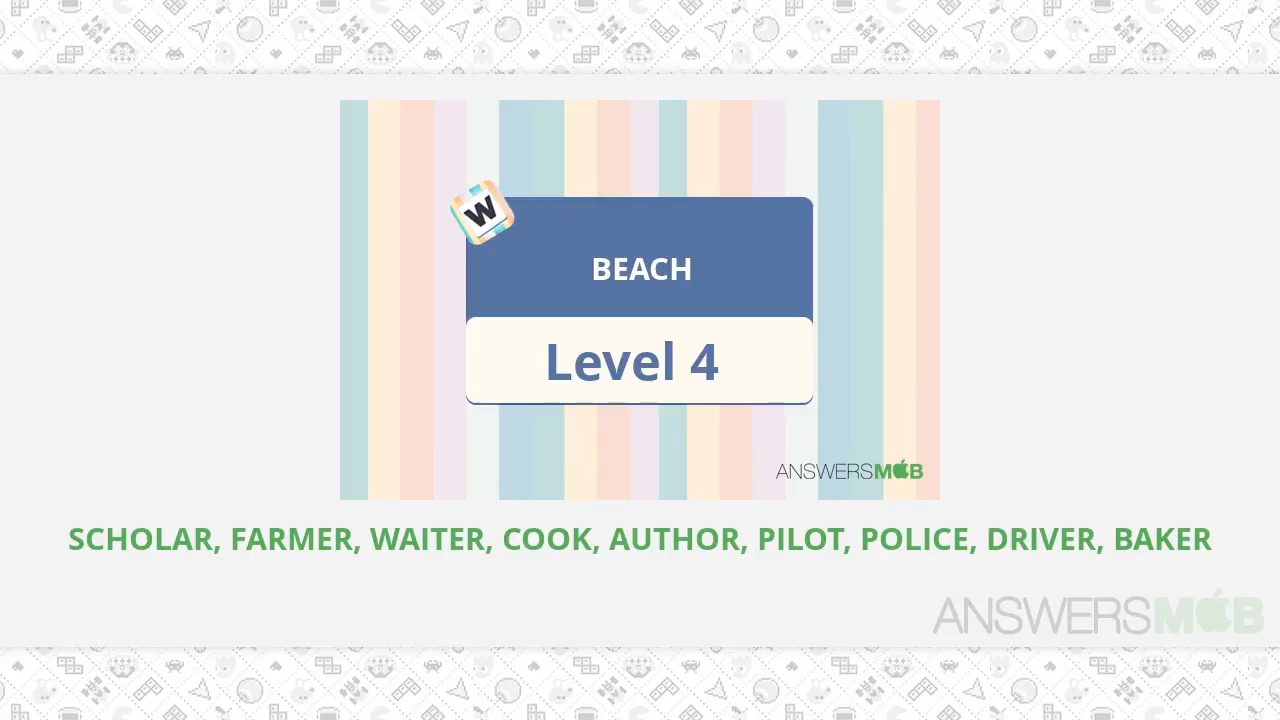 W
BEACH
Level 4
ANSWERSMOB
SCHOLAR, FARMER, WAITER, COOK, AUTHOR, PILOT, POLICE, DRIVER, BAKER
ANSWERSMOB